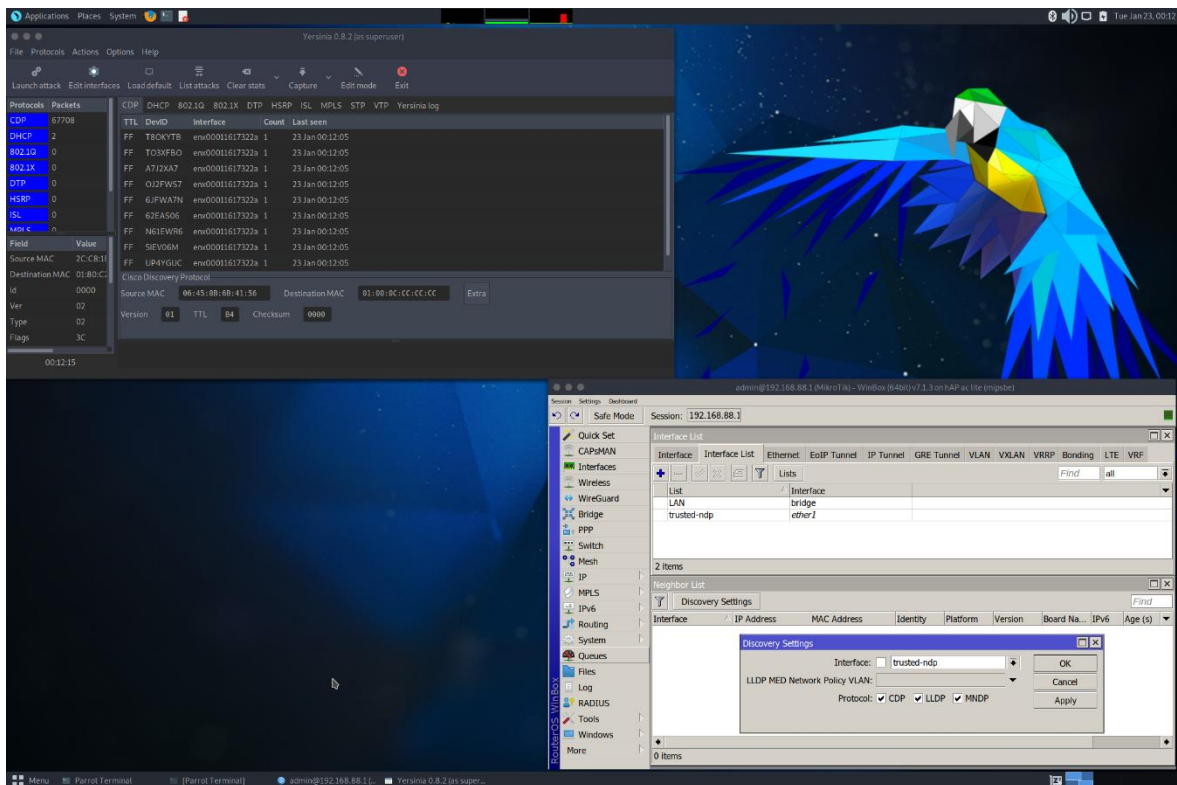 Applications Places System Tue Jan 23, 00:12
Yersinia 0.8.2 (as superuser)
File Protocols Actions Options Help
Launch attack Edit interfaces Load default List attacks Clear stats Capture Edit mode Exit
Protocols Packets
CDP 67708
DHCP 2
802.1Q 0
802.1X 0
DTP 0
HSRP 0
ISL 0
MPLS 0
CDP DHCP 802.1Q 802.1X DTP HSRP ISL MPLS STP VTP Yersinia log
TTL DevID Interface Count Last seen
FF T8OKYTB enx00011617322a 1 23 Jan 00:12:05
FF TO3XFBO enx00011617322a 1 23 Jan 00:12:05
FF A7J2XA7 enx00011617322a 1 23 Jan 00:12:05
FF OJ2FWS7 enx00011617322a 1 23 Jan 00:12:05
FF 6JFWA7N enx00011617322a 1 23 Jan 00:12:05
FF 62EAS06 enx00011617322a 1 23 Jan 00:12:05
FF N61EWR6 enx00011617322a 1 23 Jan 00:12:05
FF SIEV06M enx00011617322a 1 23 Jan 00:12:05
FF UP4YGUC enx00011617322a 1 23 Jan 00:12:05
Field Value
Source MAC 2C:C8:1
Destination MAC 01:80:C2
Id 0000
Ver 02
Type 02
Flags 3C
00:12:15
Cisco Discovery Protocol
Source MAC 06:45:0B:6B:41:56 Destination MAC 01:00:0C:CC:CC:CC Extra
Version 01 TTL B4 Checksum 0000
admin@192.168.88.1 (MikroTik) - WinBox (64bit) v7.1.3 on hAP ac lite (mipsbe)
Session Settings Dashboard
Safe Mode Session: 192.168.88.1
Quick Set
CAPsMAN
Interfaces
Wireless
WireGuard
Bridge
PPP
Switch
Mesh
IP
MPLS
IPv6
Routing
System
Queues
Files
Log
RADIUS
Tools
Windows
More
RouterOS WinBox
Interface List
Interface Interface List Ethernet EoIP Tunnel IP Tunnel GRE Tunnel VLAN VXLAN VRRP Bonding LTE VRF
Lists Find all
List Interface
LAN bridge
trusted-ndp ether1
2 items
Neighbor List
Discovery Settings Find
Interface IP Address MAC Address Identity Platform Version Board Na... IPv6 Age (s)
Discovery Settings
Interface: trusted-ndp OK
LLDP MED Network Policy VLAN: Cancel
Protocol: CDP LLDP MNDP Apply
0 items
Menu Parrot Terminal [Parrot Terminal] admin@192.168.88.1 (... Yersinia 0.8.2 (as super...